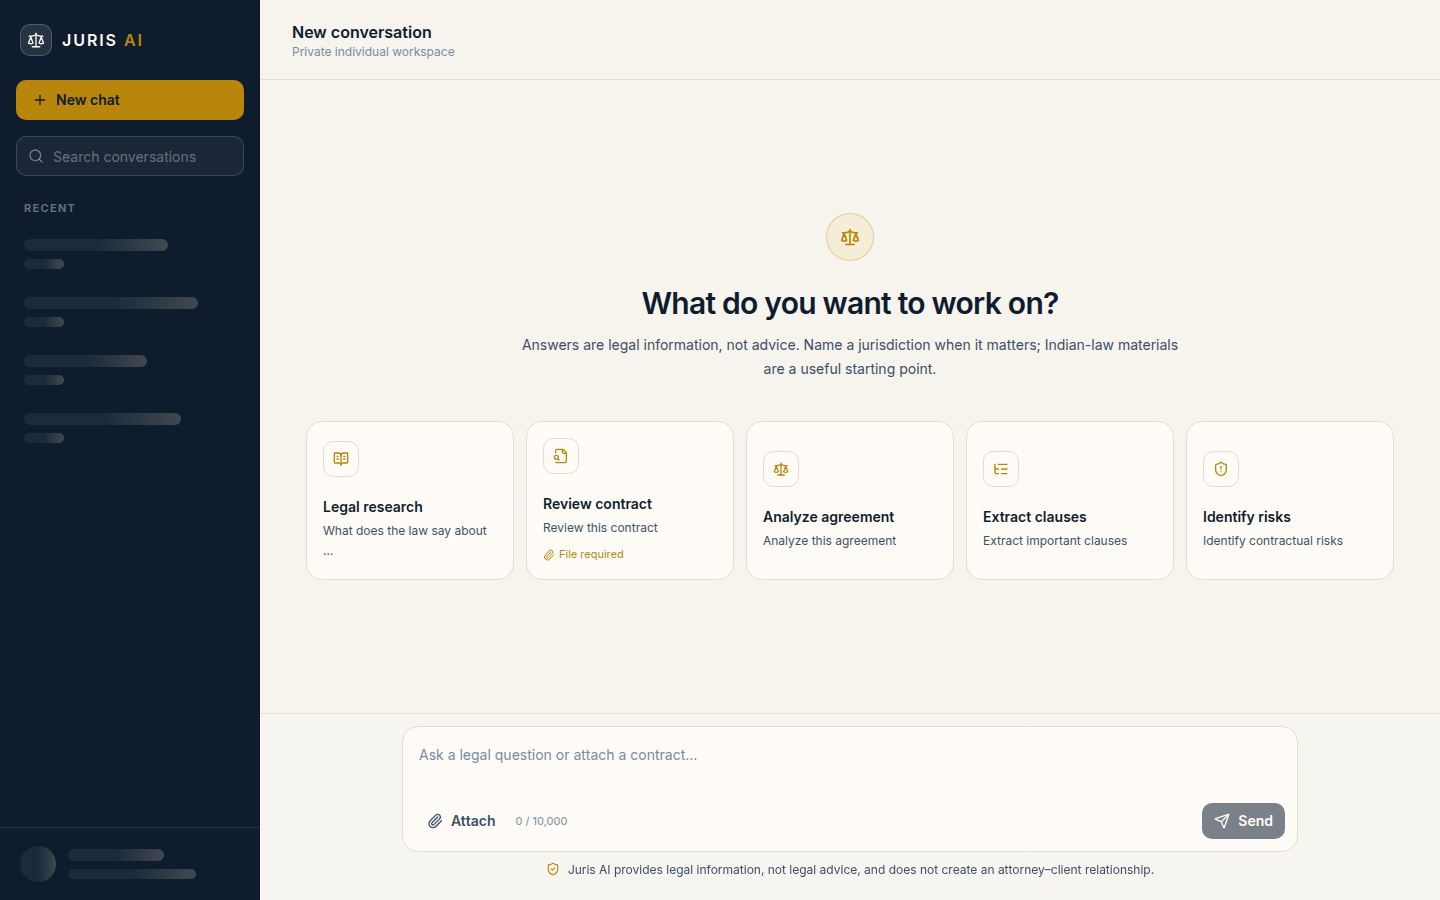 JURIS AI
New chat
Search conversations
RECENT
New conversation
Private individual workspace
What do you want to work on?
Answers are legal information, not advice. Name a jurisdiction when it matters; Indian-law materials
are a useful starting point.
Legal research
What does the law say about
...
Review contract
Review this contract
File required
Analyze agreement
Analyze this agreement
Extract clauses
Extract important clauses
Identify risks
Identify contractual risks
Ask a legal question or attach a contract...
Attach
0 / 10,000
Send
Juris AI provides legal information, not legal advice, and does not create an attorney–client relationship.